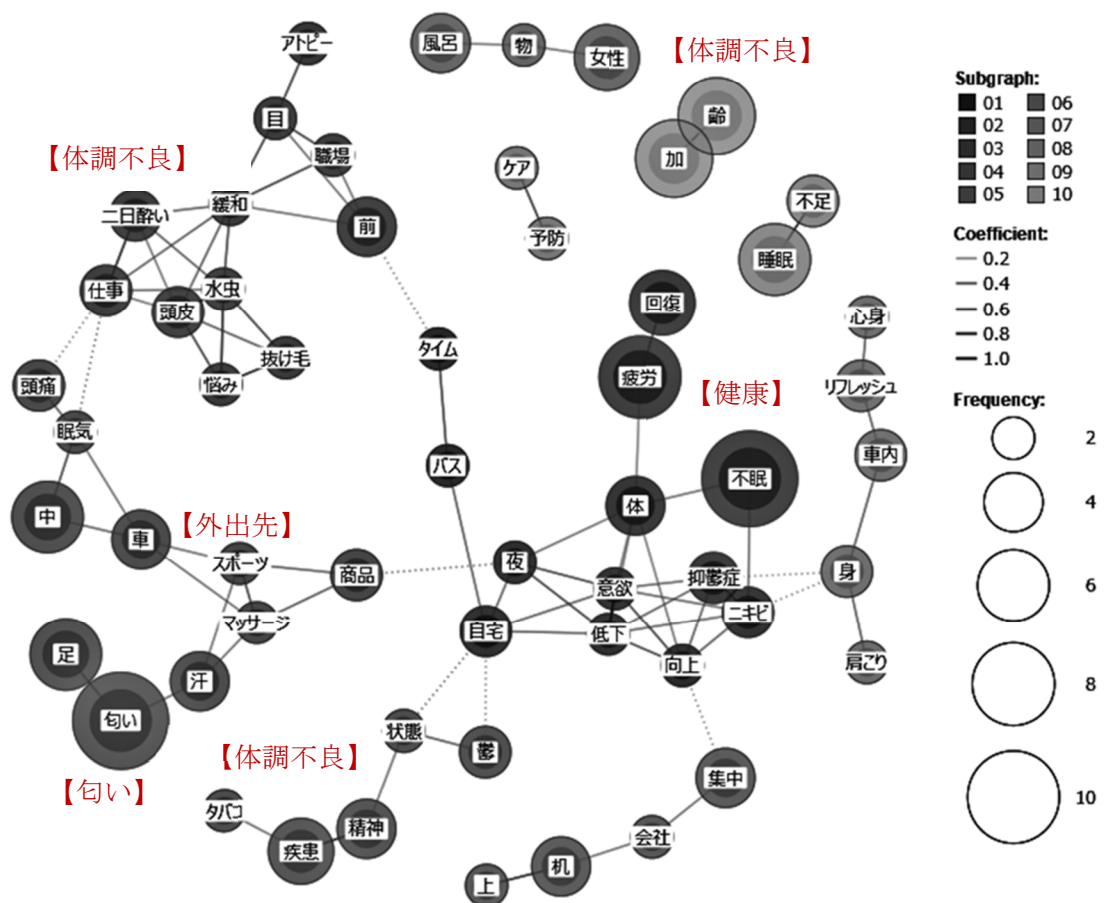 アトピー
風呂
物
女性
【体調不良】
齢
加
目
職場
【体調不良】
ケア
予防
二日酔い
緩和
前
不足
睡眠
仕事
頭皮
水虫
抜け毛
悩み
タイム
回復
疲労
【健康】
心身
リフレッシュ
車内
頭痛
眠気
中
車
【外出先】
スポーツ
商品
マッサージ
バス
不眠
体
夜
意欲
抑鬱症
ニキビ
自宅
低下
向上
身
肩こり
足
匂い
汗
【匂い】
状態
鬱
【体調不良】
タバコ
疾患
精神
集中
会社
机
上
Subgraph:
01 06
02 07
03 08
04 09
05 10
Coefficient:
0.2
0.4
0.6
0.8
1.0
Frequency:
2
4
6
8
10